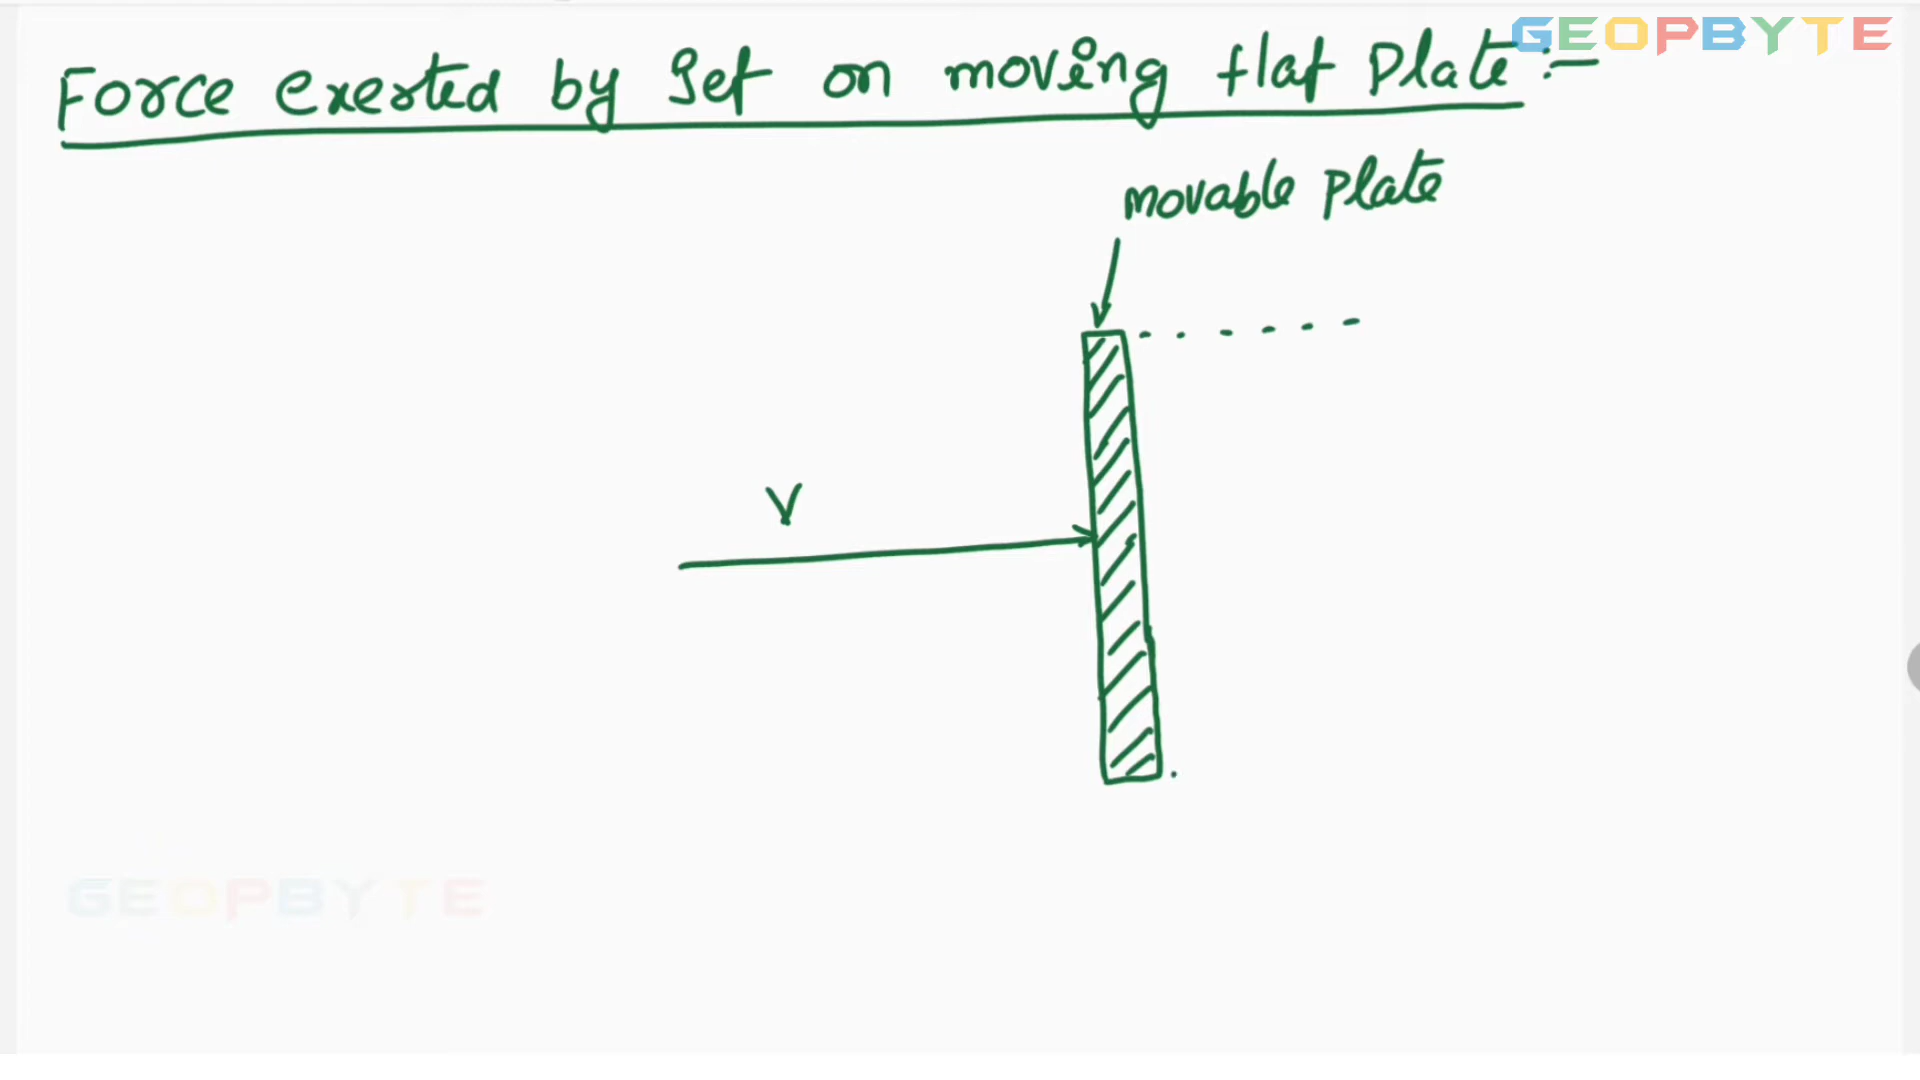 GEOPBYTE
Force exerted by Jet on moving flat Plate :-
movable plate
V
GEOPBYTE